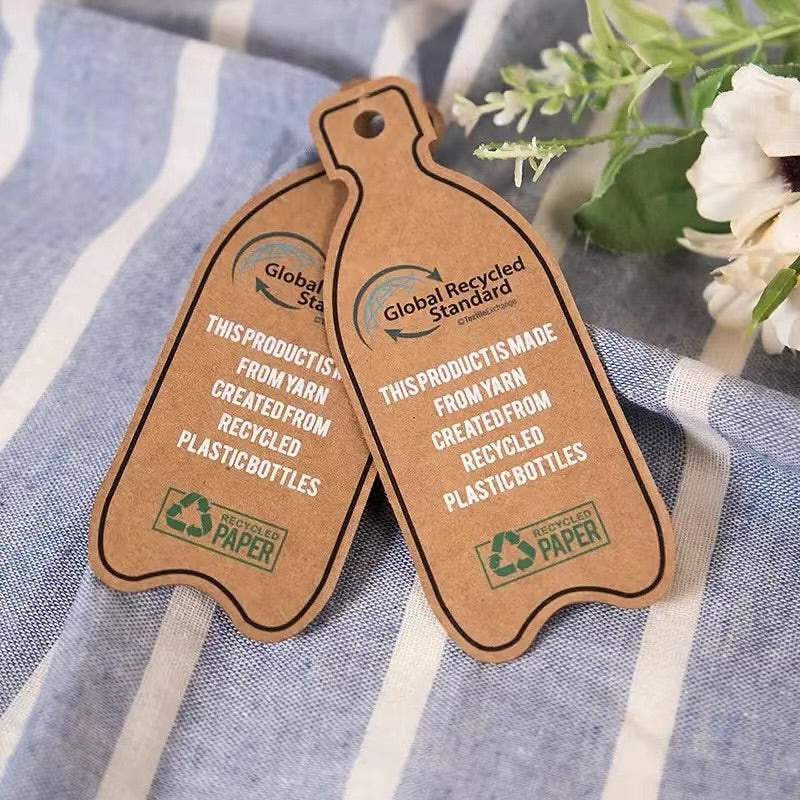 Global
Sta
THIS PRODUCT IS
FROM YARN
CREATED FROM
RECYCLED
PLASTIC BOTTLES
RECYCLED
PAPER
Global Recycled
Standard
©TextileExchange
THIS PRODUCT IS MADE
FROM YARN
CREATED FROM
RECYCLED
PLASTIC BOTTLES
RECYCLED
PAPER